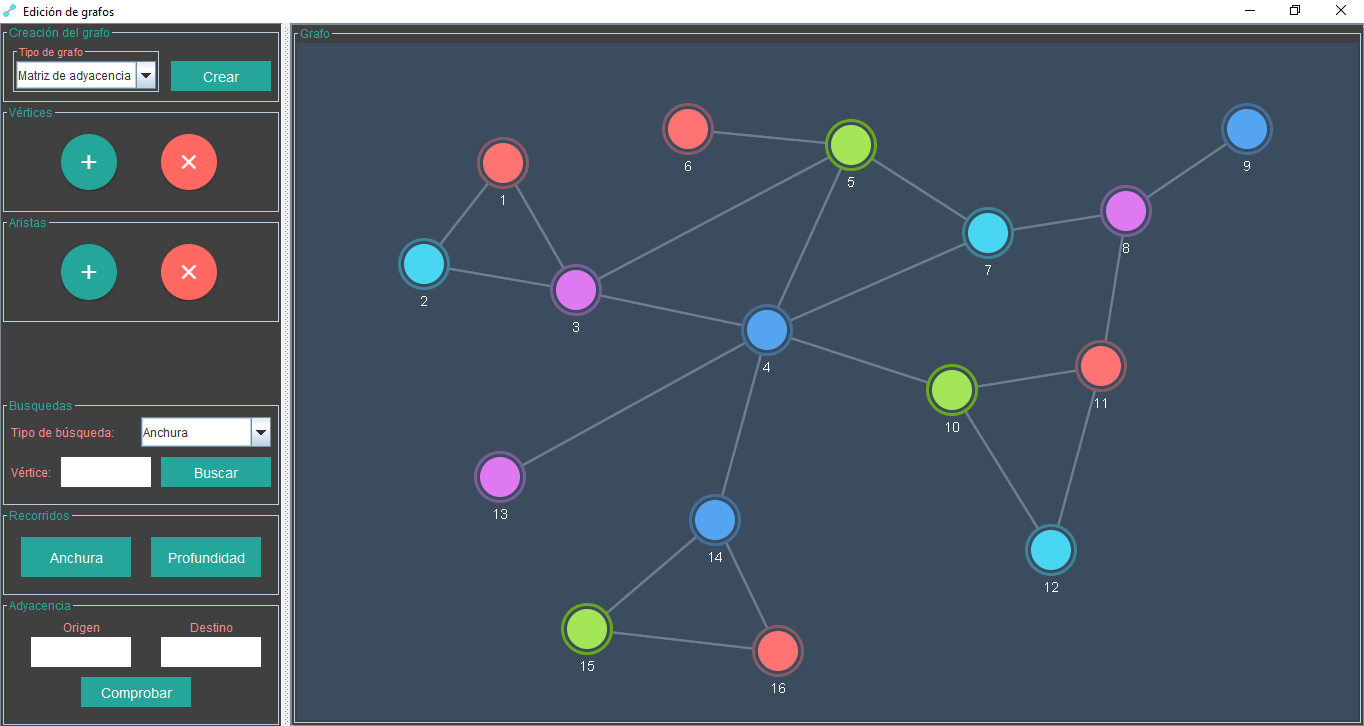 Edición de grafos
Creación del grafo
Tipo de grafo
Matriz de adyacencia
Crear
Vértices
+
×
Aristas
+
×
Busquedas
Tipo de búsqueda:
Anchura
Vértice:
Buscar
Recorridos
Anchura
Profundidad
Adyacencia
Origen
Destino
Comprobar
Grafo
6
5
9
1
8
7
2
3
4
11
10
13
14
12
15
16